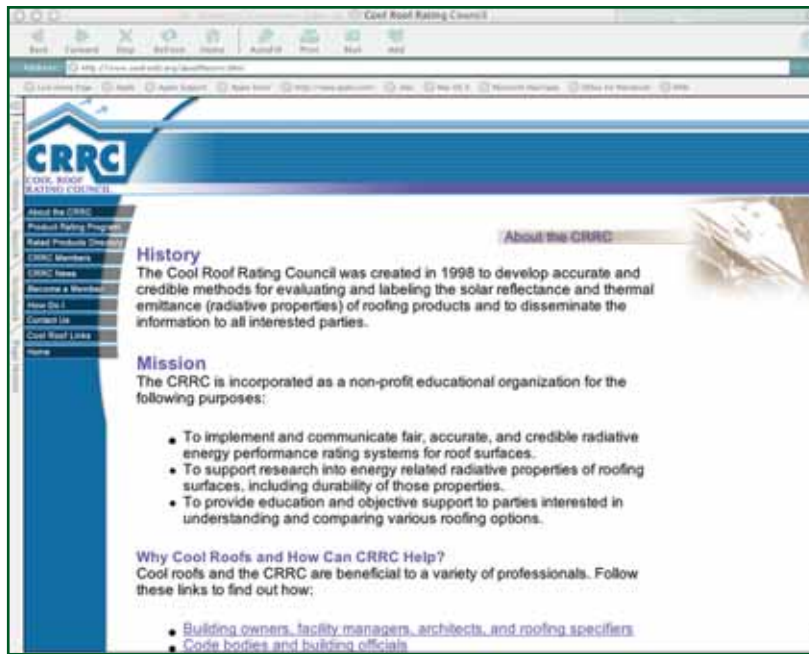 Cool Roof Rating Council
Back Forward Stop Refresh Home AutoFill Print Mail
CRRC
COOL ROOF
RATING COUNCIL
About the CRRC
Product Rating Program
Rated Products Directory
CRRC Members
CRRC News
Become a Member
How Do I
Contact Us
Cool Roof Links
Home
About the CRRC
History
The Cool Roof Rating Council was created in 1998 to develop accurate and
credible methods for evaluating and labeling the solar reflectance and thermal
emittance (radiative properties) of roofing products and to disseminate the
information to all interested parties.
Mission
The CRRC is incorporated as a non-profit educational organization for the
following purposes:
• To implement and communicate fair, accurate, and credible radiative
energy performance rating systems for roof surfaces.
• To support research into energy related radiative properties of roofing
surfaces, including durability of those properties.
• To provide education and objective support to parties interested in
understanding and comparing various roofing options.
Why Cool Roofs and How Can CRRC Help?
Cool roofs and the CRRC are beneficial to a variety of professionals. Follow
these links to find out how:
• Building owners, facility managers, architects, and roofing specifiers
• Code bodies and building officials